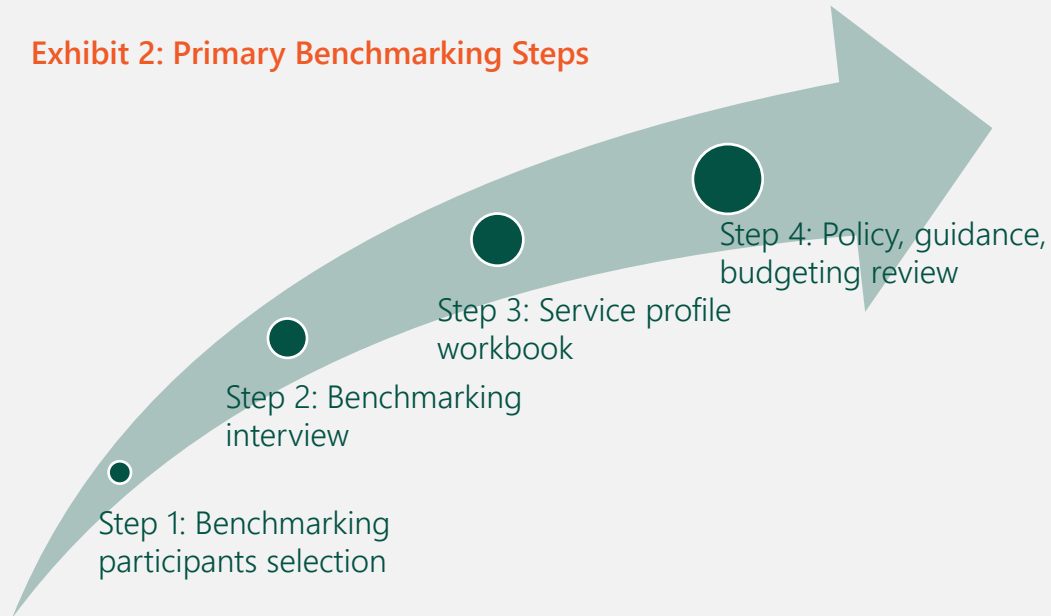 Exhibit 2: Primary Benchmarking Steps
Step 1: Benchmarking
participants selection
Step 2: Benchmarking
interview
Step 3: Service profile
workbook
Step 4: Policy, guidance,
budgeting review